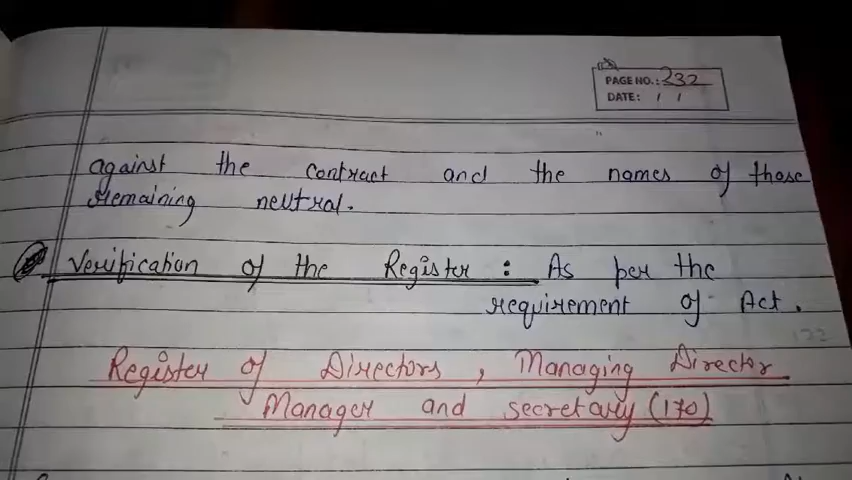 PAGE NO.: 232
DATE: / /
against the contract and the names of those
remaining neutral.
Verification of the Register : As per the
requirement of Act.
Register of Directors, Managing Director
Manager and secretary (170)